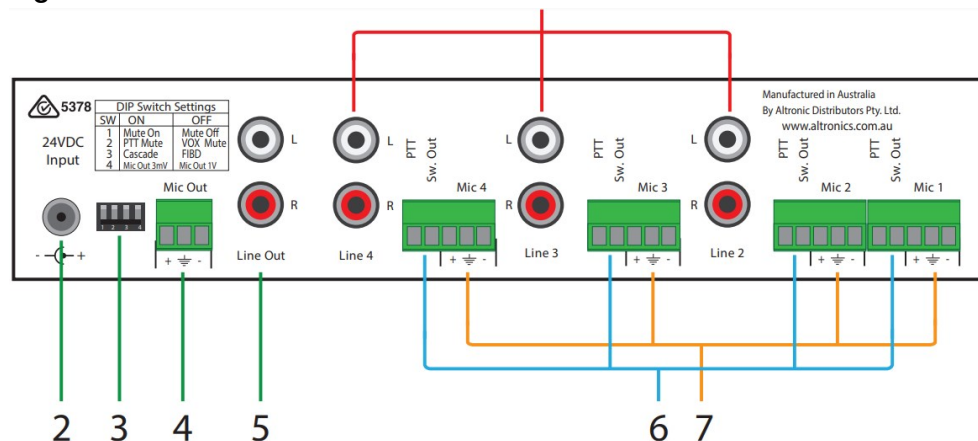 5378
DIP Switch Settings
SW ON OFF
1 Mute On Mute Off
2 PTT Mute VOX Mute
3 Cascade FIBD
4 Mic Out 3mV Mic Out 1V
24VDC
Input
- +
1 2 3 4
Mic Out
+ -
L
R
Line Out
L
R
Line 4
PTT
Sw. Out
Mic 4
+ -
L
R
Line 3
PTT
Sw. Out
Mic 3
+ -
L
R
Line 2
Manufactured in Australia
By Altronic Distributors Pty. Ltd.
www.altronics.com.au
PTT
Sw. Out
Mic 2
+ -
PTT
Sw. Out
Mic 1
+ -
2 3 4 5 6 7